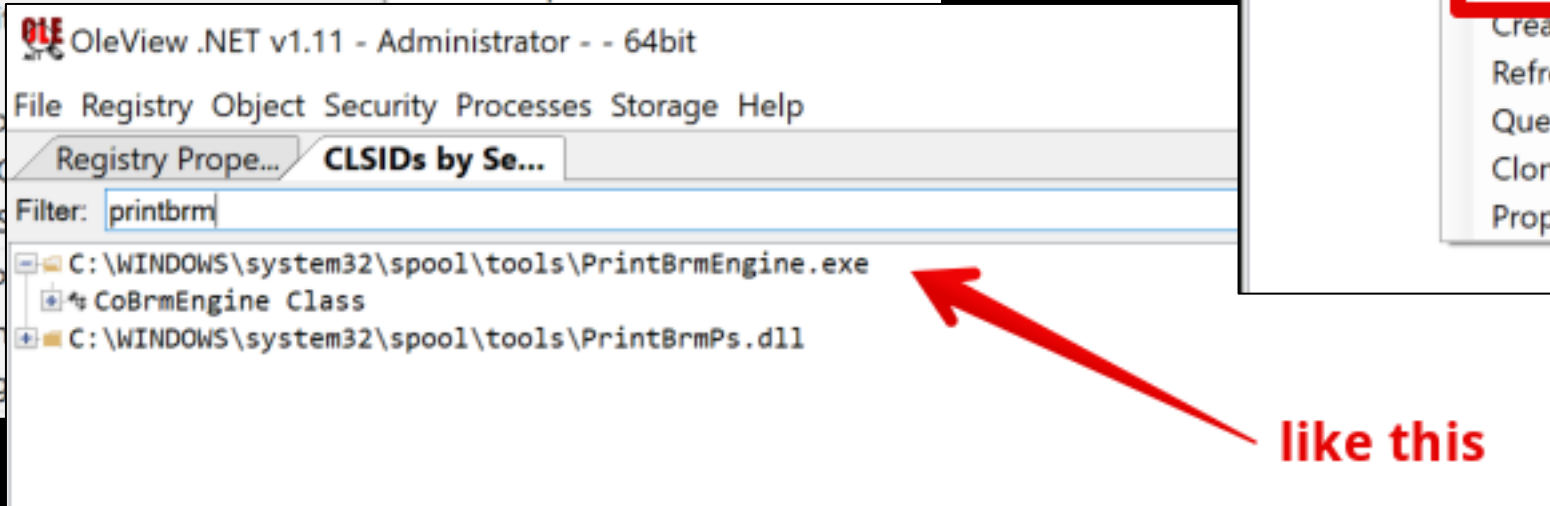 OleView .NET v1.11 - Administrator - - 64bit
File Registry Object Security Processes Storage Help
Registry Prope... CLSIDs by Se...
Filter: printbrm
C:\WINDOWS\system32\spool\tools\PrintBrmEngine.exe
CoBrmEngine Class
C:\WINDOWS\system32\spool\tools\PrintBrmPs.dll
like this
Crea
Refr
Que
Clon
Prop